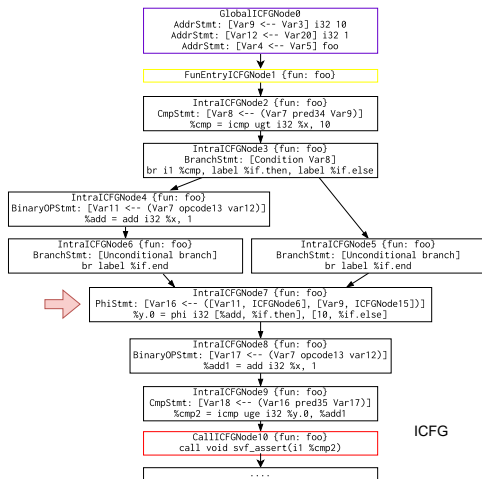 GlobalICFGNode0
AddrStmt: [Var9 <-- Var3] i32 10
AddrStmt: [Var12 <-- Var20] i32 1
AddrStmt: [Var4 <-- Var5] foo
FunEntryICFGNode1 {fun: foo}
IntraICFGNode2 {fun: foo}
CmpStmt: [Var8 <-- (Var7 pred34 Var9)]
%cmp = icmp ugt i32 %x, 10
IntraICFGNode3 {fun: foo}
BranchStmt: [Condition Var8]
br i1 %cmp, label %if.then, label %if.else
IntraICFGNode4 {fun: foo}
BinaryOPStmt: [Var11 <-- (Var7 opcode13 var12)]
%add = add i32 %x, 1
IntraICFGNode6 {fun: foo}
BranchStmt: [Unconditional branch]
br label %if.end
IntraICFGNode5 {fun: foo}
BranchStmt: [Unconditional branch]
br label %if.end
IntraICFGNode7 {fun: foo}
PhiStmt: [Var16 <-- ([Var11, ICFGNode6], [Var9, ICFGNode15])]
%y.0 = phi i32 [%add, %if.then], [10, %if.else]
IntraICFGNode8 {fun: foo}
BinaryOPStmt: [Var17 <-- (Var7 opcode13 var12)]
%add1 = add i32 %x, 1
IntraICFGNode9 {fun: foo}
CmpStmt: [Var18 <-- (Var16 pred35 Var17)]
%cmp2 = icmp uge i32 %y.0, %add1
CallICFGNode10 {fun: foo}
call void svf_assert(i1 %cmp2)
ICFG
....